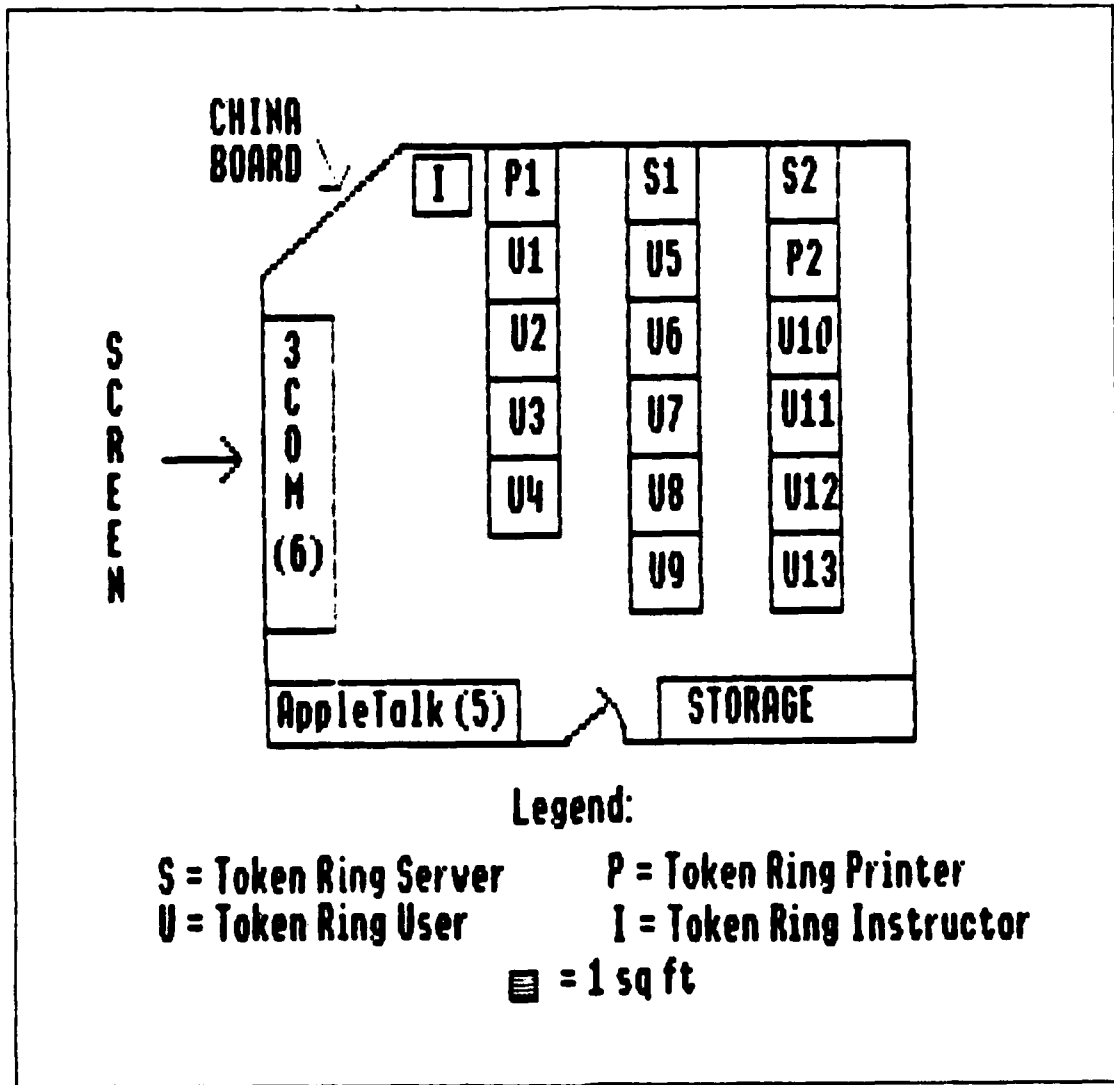 CHINA
BOARD
I
P1
S1
S2
U1
U5
P2
U2
U6
U10
U3
U7
U11
U4
U8
U12
U9
U13
SCREEN
3COM (6)
AppleTalk (5)
STORAGE
Legend:
S = Token Ring Server
P = Token Ring Printer
U = Token Ring User
I = Token Ring Instructor
= 1 sq ft